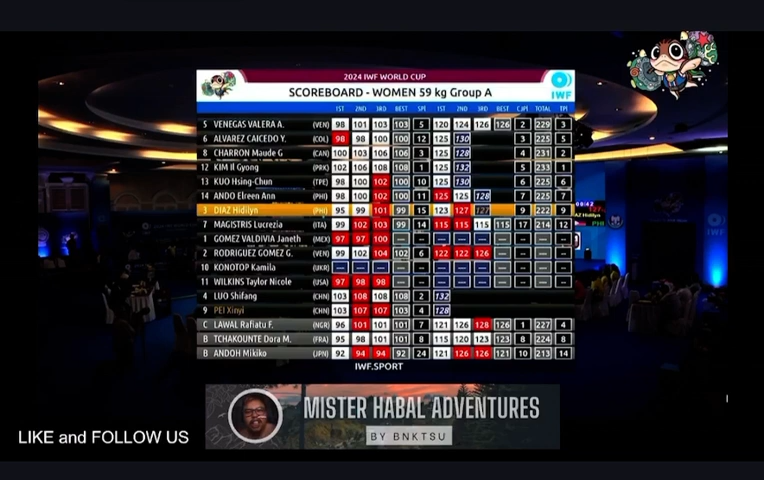 2024 IWF WORLD CUP
SCOREBOARD - WOMEN 59 kg Group A
IWF
1ST 2ND 3RD BEST SPl 1ST 2ND 3RD BEST CJPl TOTAL TPl
5 VENEGAS VALERA A. (VEN) 98 101 103 103 5 120 124 126 126 2 229 3
6 ALVAREZ CAICEDO Y. (COL) 98 98 100 100 12 125 130 3 225 5
8 CHARRON Maude G (CAN) 100 103 106 106 3 125 128 4 231 2
12 KIM Il Gyong (PRK) 102 106 108 108 1 125 132 5 233 1
13 KUO Hsing-Chun (TPE) 98 100 102 100 10 125 130 6 225 6
14 ANDO Elreen Ann (PHI) 98 100 102 100 11 125 125 128 7 225 7
3 DIAZ Hidilyn (PHI) 95 99 101 99 15 123 127 127 9 222 9
7 MAGISTRIS Lucrezia (ITA) 99 102 103 99 14 115 115 115 115 17 214 12
1 GOMEZ VALDIVIA Janeth (MEX) 97 97 100 --- --- --- --- --- --- --- --- ---
2 RODRIGUEZ GOMEZ G. (VEN) 99 102 104 102 6 122 122 126 --- --- --- ---
10 KONOTOP Kamila (UKR) --- --- --- --- --- --- --- --- --- --- --- ---
11 WILKINS Taylor Nicole (USA) 97 98 98 --- --- --- --- --- --- --- --- ---
4 LUO Shifang (CHN) 103 108 108 108 2 132
9 PEI Xinyi (CHN) 103 107 107 103 4 128
C LAWAL Rafiatu F. (NGR) 96 101 101 101 7 121 126 128 126 1 227 4
B TCHAKOUNTE Dora M. (FRA) 95 98 101 101 8 115 120 123 123 8 224 8
B ANDOH Mikiko (JPN) 92 94 94 92 24 121 126 126 121 10 213 14
IWF.SPORT
MISTER HABAL ADVENTURES
BY BNKTSU
LIKE and FOLLOW US